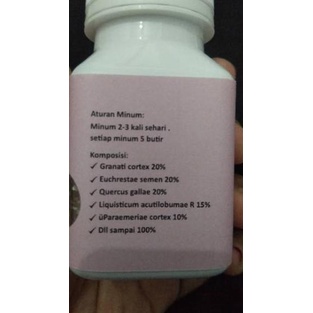 Aturan Minum:
Minum 2-3 kali sehari .
setiap minum 5 butir
Komposisi:
✓ Granati cortex 20%
✓ Euchrestae semen 20%
✓ Quercus gallae 20%
✓ Liquisticum acutilobumae R 15%
✓ üParaemeriae cortex 10%
✓ Dll sampai 100%